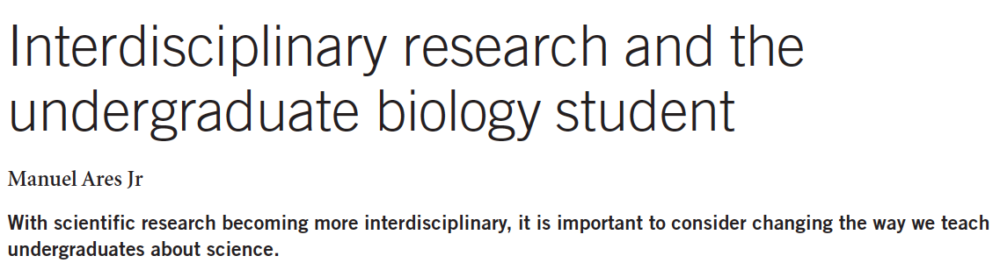 Interdisciplinary research and the
undergraduate biology student
Manuel Ares Jr
With scientific research becoming more interdisciplinary, it is important to consider changing the way we teach
undergraduates about science.